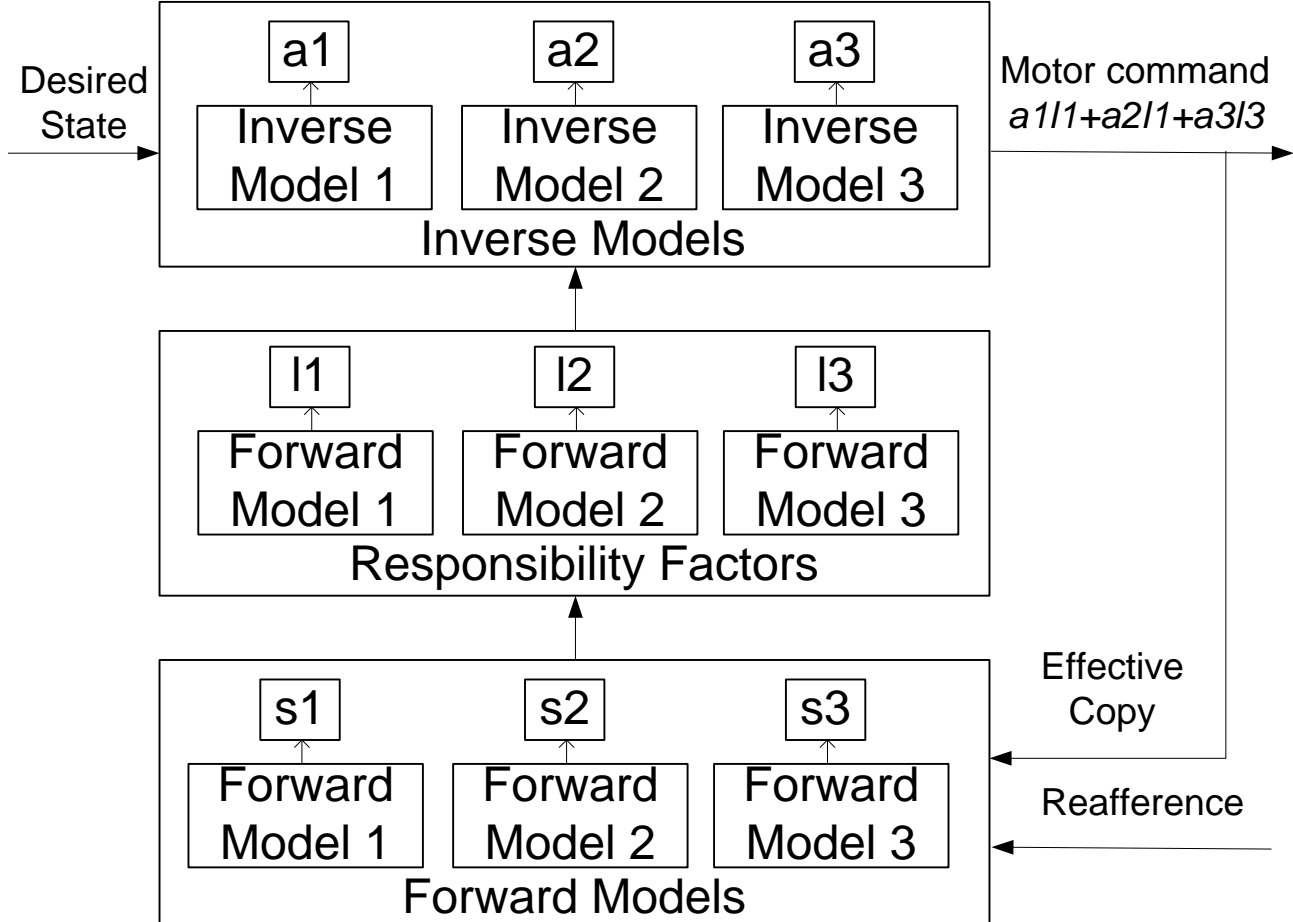 a1
a2
a3
Desired
State
Inverse
Model 1
Inverse
Model 2
Inverse
Model 3
Inverse Models
Motor command
a1l1+a2l1+a3l3
l1
l2
l3
Forward
Model 1
Forward
Model 2
Forward
Model 3
Responsibility Factors
s1
s2
s3
Forward
Model 1
Forward
Model 2
Forward
Model 3
Forward Models
Effective
Copy
Reafference